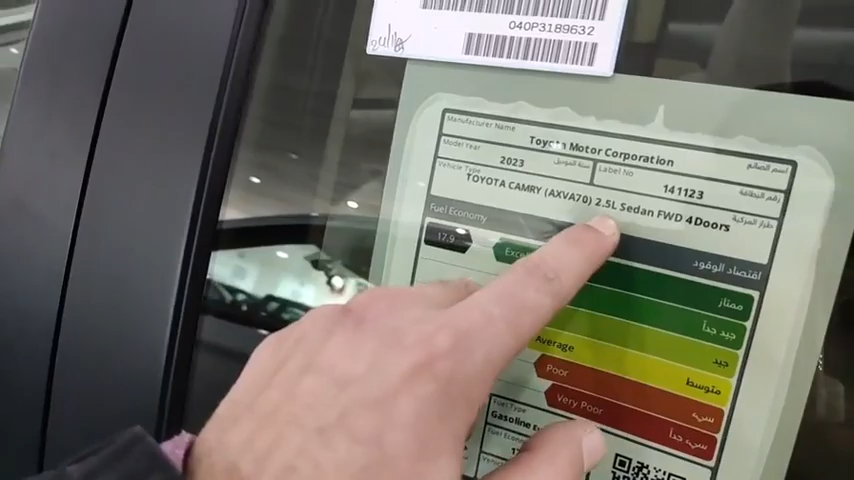 040P3189632
Manufacturer Name Toyota Motor Corporation اسم الصانع
Model Year 2023 سنة الموديل Label No 141123 رقم البطاقة
Vehicle Type TOYOTA CAMRY (AXVA70) 2.5L Sedan FWD 4Doors طراز المركبة
Fuel Economy اقتصاد الوقود
17.9 ممتاز
جيد جداً
جيد
Average متوسط
Poor سيء
Very Poor سيء جداً
Fuel Type
Gasoline
Fuel